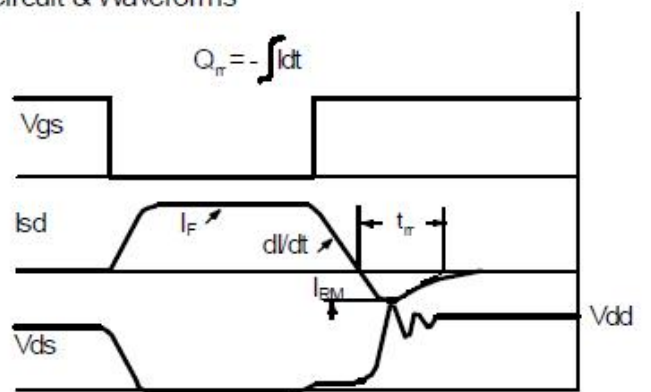 Circuit & Waveforms
Qrr = - ∫ Idt
Vgs
Isd
IF
dI/dt
trr
IRM
Vdd
Vds